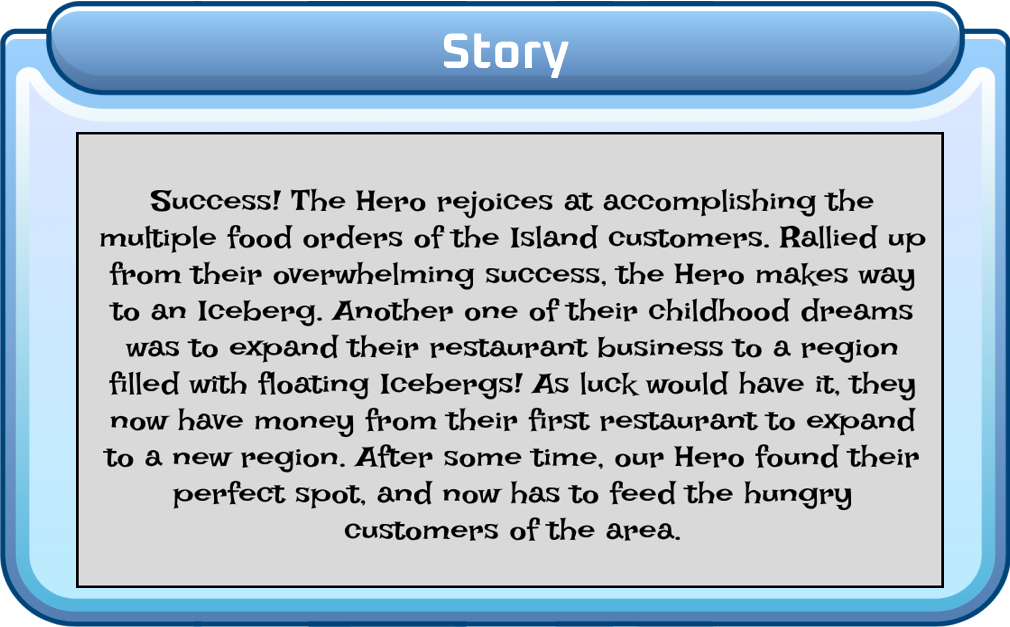 Story
Success! The Hero rejoices at accomplishing the
multiple food orders of the Island customers. Rallied up
from their overwhelming success, the Hero makes way
to an Iceberg. Another one of their childhood dreams
was to expand their restaurant business to a region
filled with floating Icebergs! As luck would have it, they
now have money from their first restaurant to expand
to a new region. After some time, our Hero found their
perfect spot, and now has to feed the hungry
customers of the area.